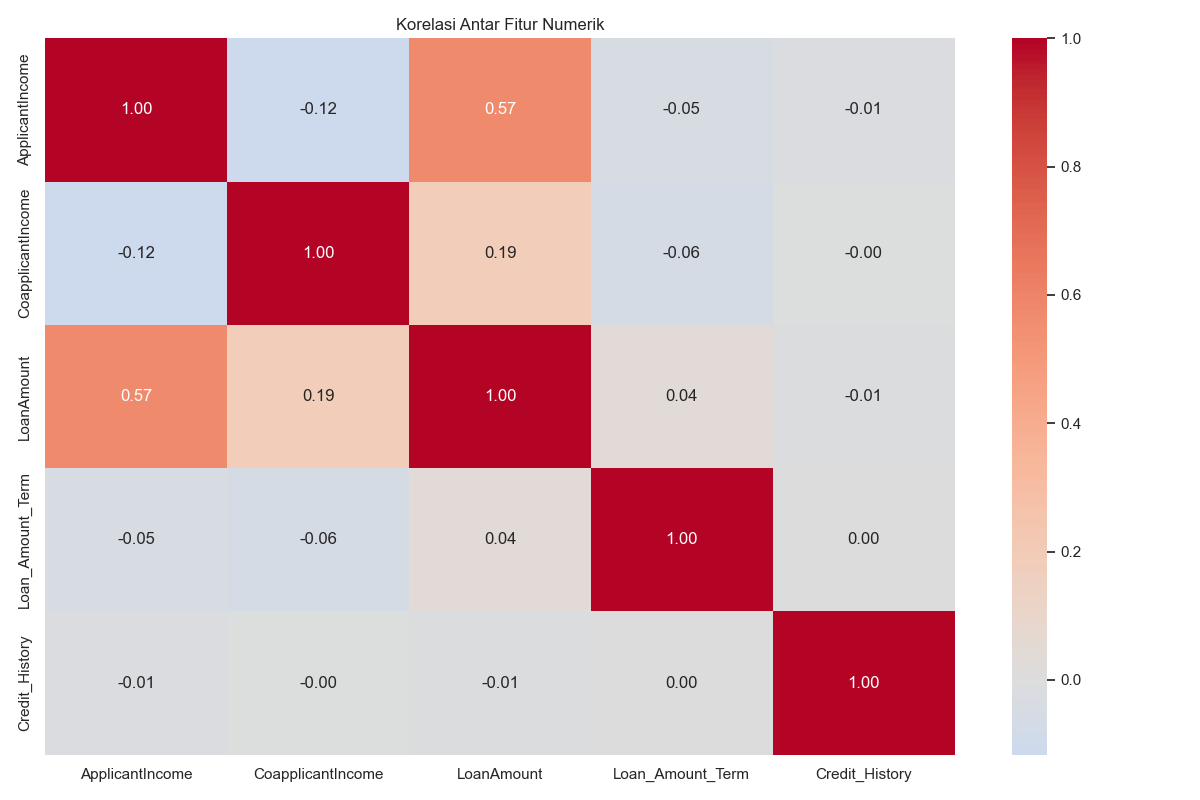 Korelasi Antar Fitur Numerik
ApplicantIncome
1.00 -0.12 0.57 -0.05 -0.01
CoapplicantIncome
-0.12 1.00 0.19 -0.06 -0.00
LoanAmount
0.57 0.19 1.00 0.04 -0.01
Loan_Amount_Term
-0.05 -0.06 0.04 1.00 0.00
Credit_History
-0.01 -0.00 -0.01 0.00 1.00
ApplicantIncome CoapplicantIncome LoanAmount Loan_Amount_Term Credit_History
1.0
0.8
0.6
0.4
0.2
0.0